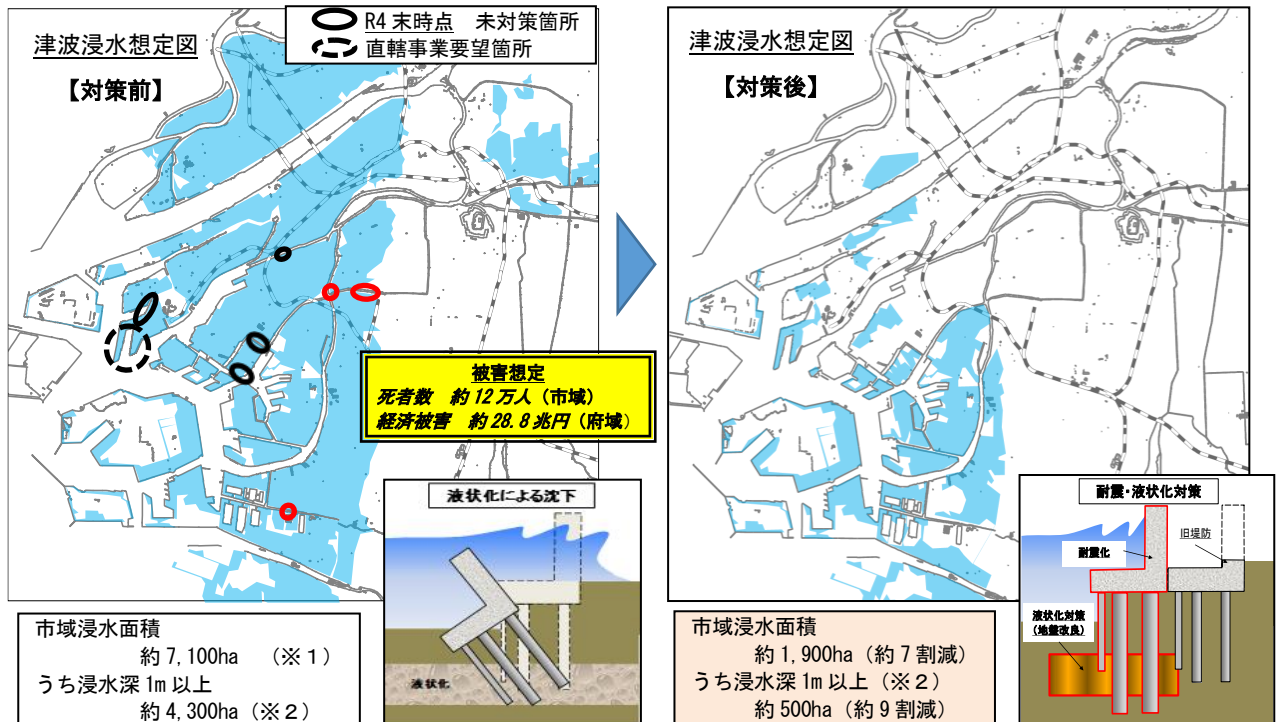 R4 末時点 未対策箇所
直轄事業要望箇所
津波浸水想定図
【対策前】
被害想定
死者数 約 12 万人（市域）
経済被害 約 28.8 兆円（府域）
液状化による沈下
液状化
市域浸水面積
約 7,100ha （※１）
うち浸水深 1m 以上
約 4,300ha（※２）
津波浸水想定図
【対策後】
耐震・液状化対策
旧堤防
耐震化
液状化対策
（地盤改良）
市域浸水面積
約 1,900ha（約 7 割減）
うち浸水深 1m 以上（※２）
約 500ha（約 9 割減）